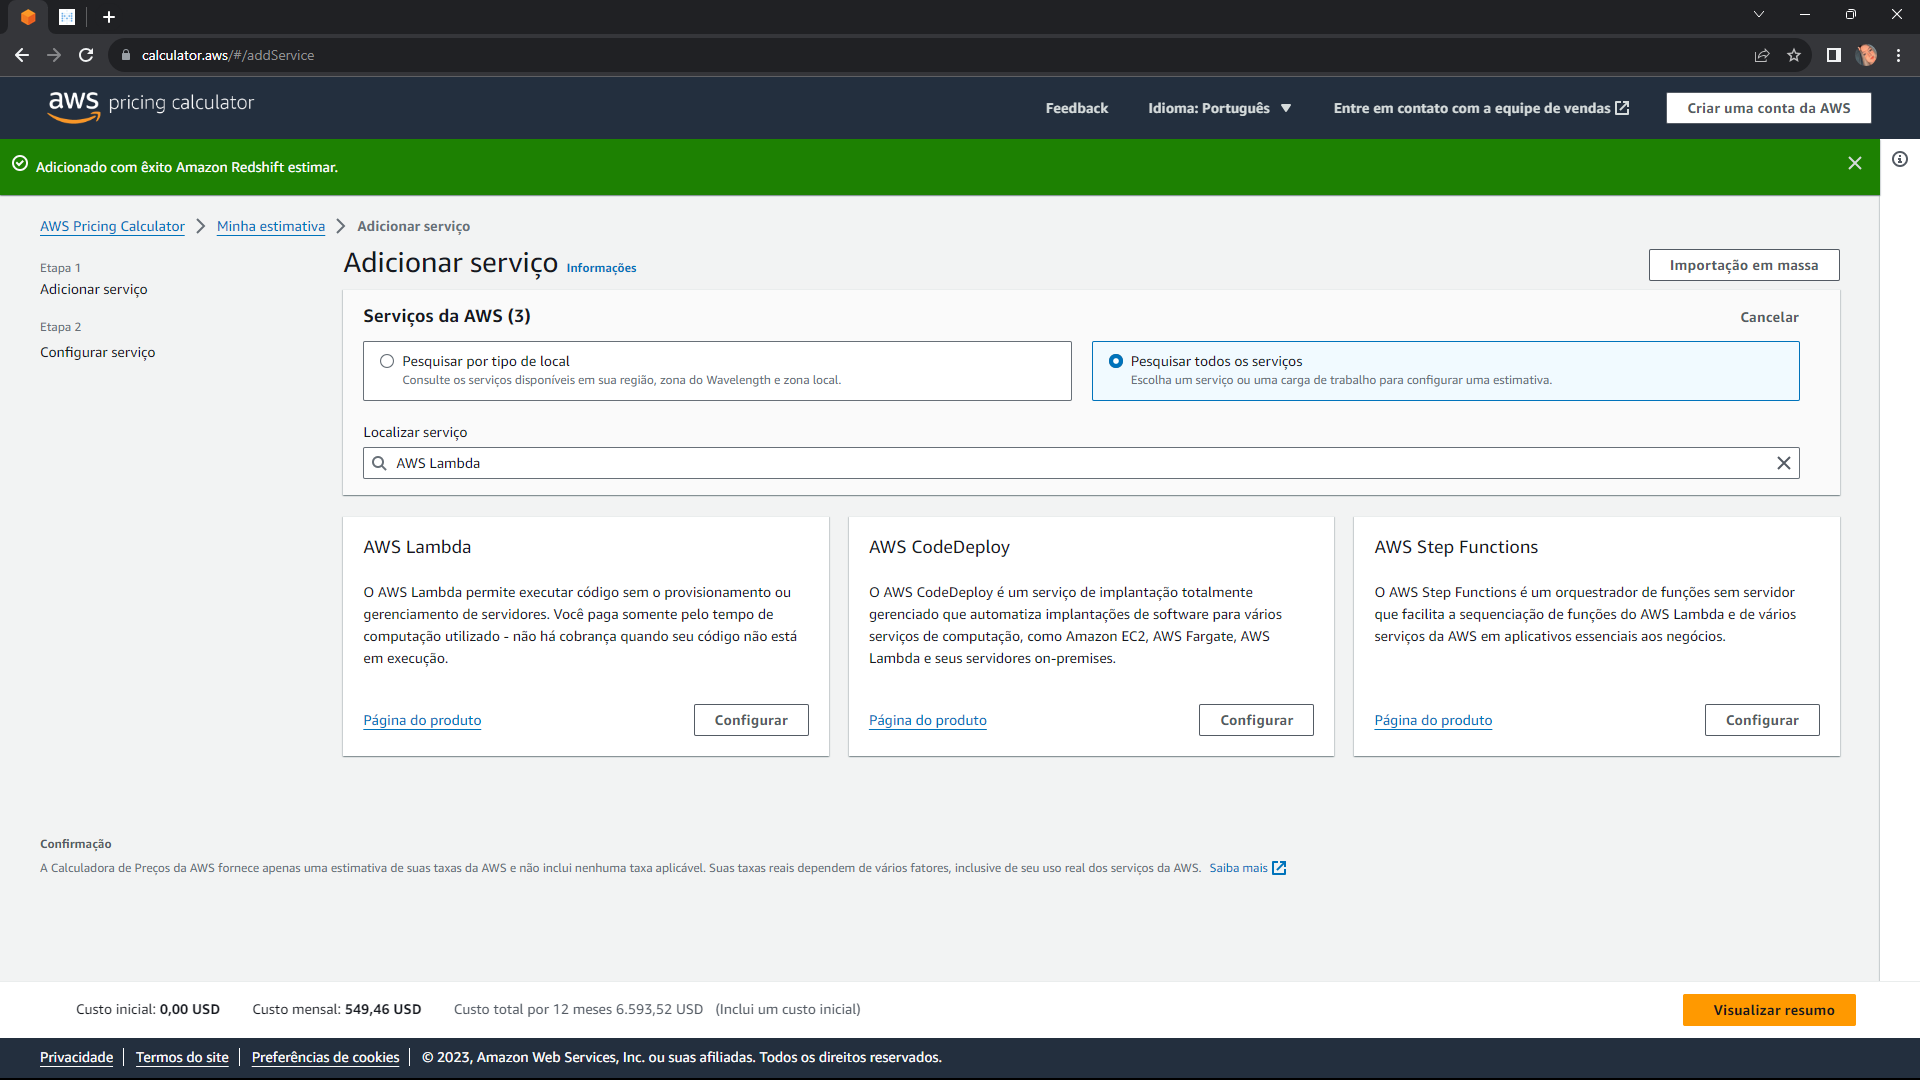 calculator.aws/#/addService
aws pricing calculator
Feedback
Idioma: Português
Entre em contato com a equipe de vendas
Criar uma conta da AWS
Adicionado com êxito Amazon Redshift estimar.
AWS Pricing Calculator
Minha estimativa
Adicionar serviço
Etapa 1
Adicionar serviço
Etapa 2
Configurar serviço
Adicionar serviço Informações
Importação em massa
Serviços da AWS (3)
Cancelar
Pesquisar por tipo de local
Consulte os serviços disponíveis em sua região, zona do Wavelength e zona local.
Pesquisar todos os serviços
Escolha um serviço ou uma carga de trabalho para configurar uma estimativa.
Localizar serviço
AWS Lambda
AWS Lambda
O AWS Lambda permite executar código sem o provisionamento ou
gerenciamento de servidores. Você paga somente pelo tempo de
computação utilizado - não há cobrança quando seu código não está
em execução.
Página do produto
Configurar
AWS CodeDeploy
O AWS CodeDeploy é um serviço de implantação totalmente
gerenciado que automatiza implantações de software para vários
serviços de computação, como Amazon EC2, AWS Fargate, AWS
Lambda e seus servidores on-premises.
Página do produto
Configurar
AWS Step Functions
O AWS Step Functions é um orquestrador de funções sem servidor
que facilita a sequenciação de funções do AWS Lambda e de vários
serviços da AWS em aplicativos essenciais aos negócios.
Página do produto
Configurar
Confirmação
A Calculadora de Preços da AWS fornece apenas uma estimativa de suas taxas da AWS e não inclui nenhuma taxa aplicável. Suas taxas reais dependem de vários fatores, inclusive de seu uso real dos serviços da AWS. Saiba mais
Custo inicial: 0,00 USD
Custo mensal: 549,46 USD
Custo total por 12 meses 6.593,52 USD (Inclui um custo inicial)
Visualizar resumo
Privacidade
Termos do site
Preferências de cookies
© 2023, Amazon Web Services, Inc. ou suas afiliadas. Todos os direitos reservados.